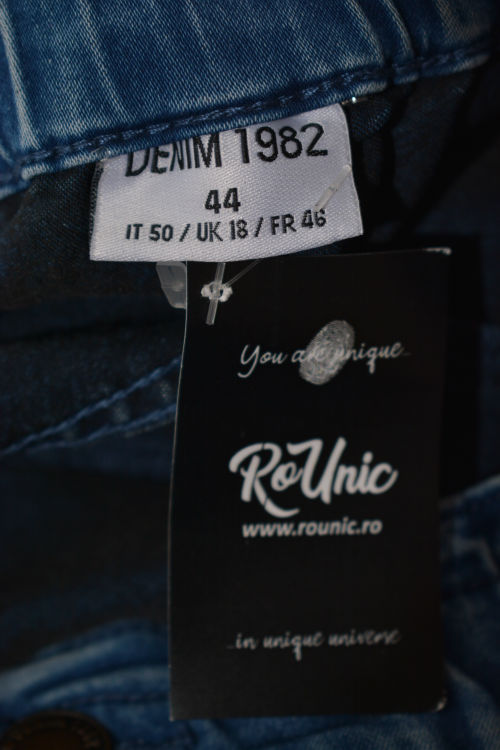 DENIM 1982
44
IT 50 / UK 18 / FR 46
You are unique...
RoUnic
www.rounic.ro
...in unique universe